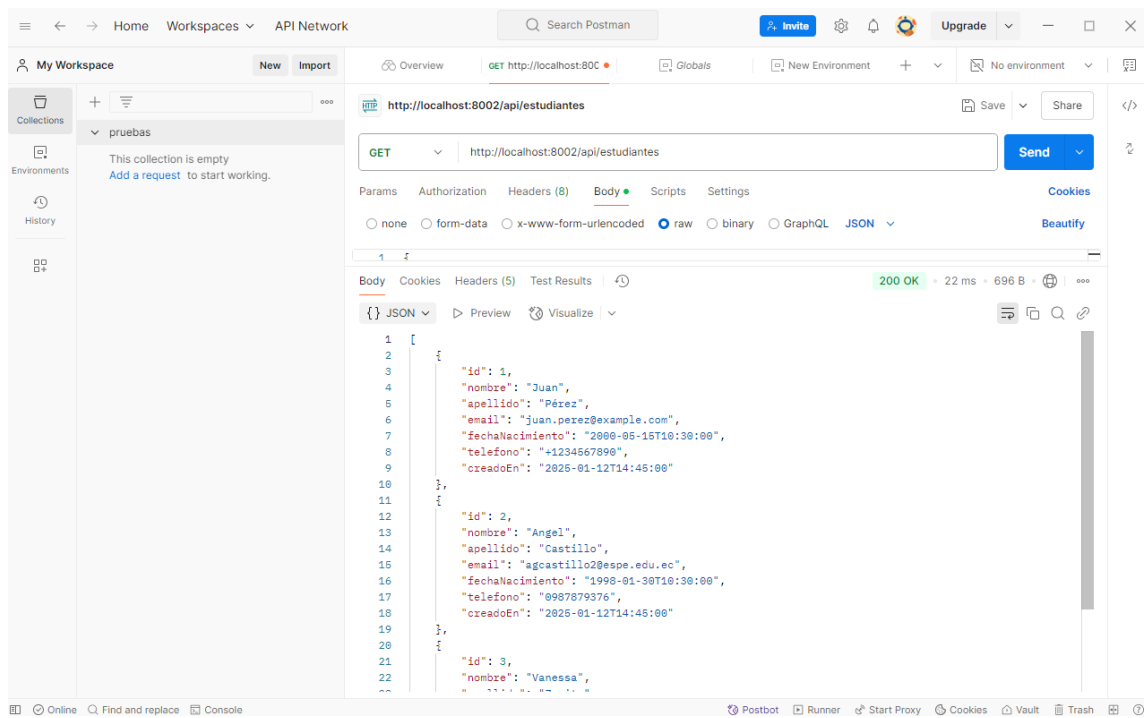 Home Workspaces API Network Search Postman Invite Upgrade
My Workspace New Import Overview GET http://localhost:80C Globals New Environment No environment
Collections
Environments
History
pruebas
This collection is empty
Add a request to start working.
HTTP http://localhost:8002/api/estudiantes Save Share
GET http://localhost:8002/api/estudiantes Send
Params Authorization Headers (8) Body Scripts Settings Cookies
none form-data x-www-form-urlencoded raw binary GraphQL JSON Beautify
1 {
Body Cookies Headers (5) Test Results 200 OK 22 ms 696 B
{} JSON Preview Visualize
1 [
2 {
3 "id": 1,
4 "nombre": "Juan",
5 "apellido": "Pérez",
6 "email": "juan.perez@example.com",
7 "fechaNacimiento": "2000-05-15T10:30:00",
8 "telefono": "+1234567890",
9 "creadoEn": "2025-01-12T14:45:00"
10 },
11 {
12 "id": 2,
13 "nombre": "Angel",
14 "apellido": "Castillo",
15 "email": "agcastillo2@espe.edu.ec",
16 "fechaNacimiento": "1998-01-30T10:30:00",
17 "telefono": "0987879376",
18 "creadoEn": "2025-01-12T14:45:00"
19 },
20 {
21 "id": 3,
22 "nombre": "Vanessa",
Online Find and replace Console Postbot Runner Start Proxy Cookies Vault Trash